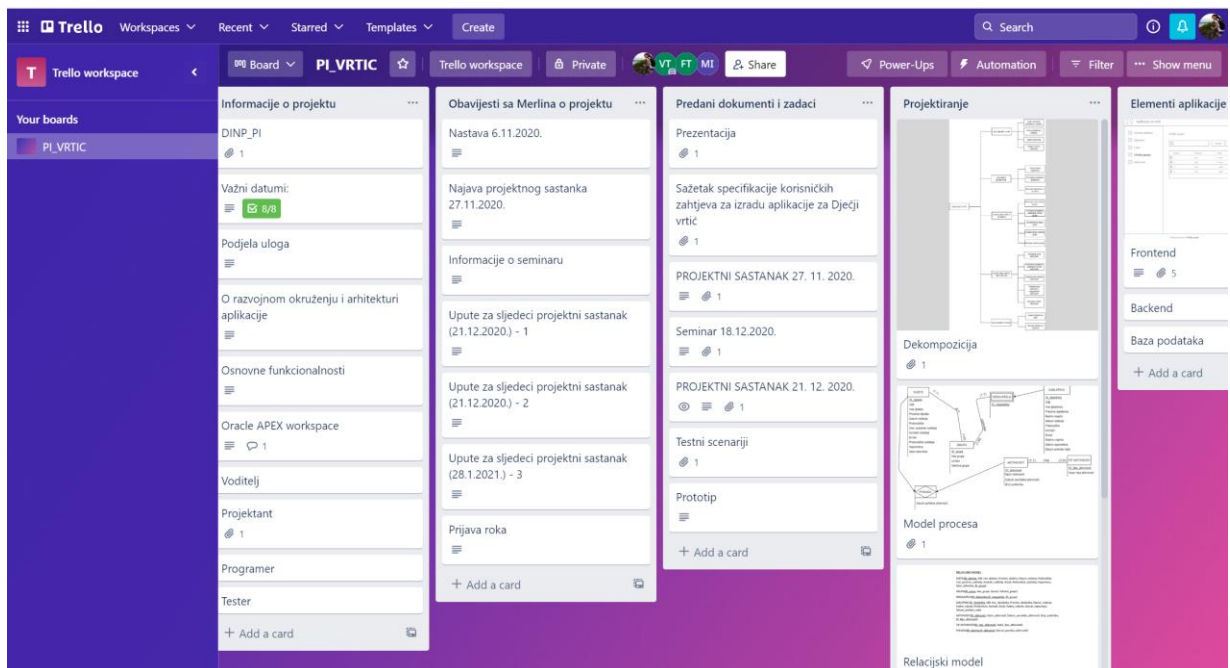 Trello
Workspaces
Recent
Starred
Templates
Create
Search
T
Trello workspace
Board
PI_VRTIC
Trello workspace
Private
VT
FT
MI
Share
Power-Ups
Automation
Filter
Show menu
Your boards
PI_VRTIC
Informacije o projektu
DINP_PI
1
Važni datumi:
8/8
Podjela uloga
O razvojnom okruženju i arhitekturi
aplikacije
Osnovne funkcionalnosti
Oracle APEX workspace
1
Voditelj
Projektant
1
Programer
Tester
+ Add a card
Obavijesti sa Merlina o projektu
Nastava 6.11.2020.
Najava projektnog sastanka
27.11.2020.
Informacije o seminaru
Upute za sljedeci projektni sastanak
(21.12.2020.) - 1
Upute za sljedeci projektni sastanak
(21.12.2020.) - 2
Upute za sljedeci projektni sastanak
(28.1.2021.) - 3
Prijava roka
+ Add a card
Predani dokumenti i zadaci
Prezentacija
1
Sažetak specifikacije korisničkih
zahtjeva za izradu aplikacije za Dječji
vrtić
1
PROJEKTNI SASTANAK 27. 11. 2020.
1
Seminar 18.12.2020.
1
PROJEKTNI SASTANAK 21. 12. 2020.
1
Testni scenariji
1
Prototip
+ Add a card
Projektiranje
Dekompozicija
1
Model procesa
1
RELACIJSKI MODEL
Relacijski model
Elementi aplikacije
Frontend
5
Backend
Baza podataka
+ Add a card